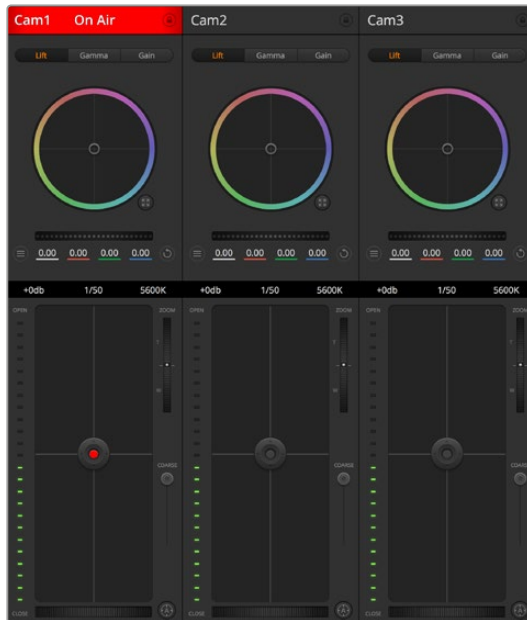 Cam1 On Air Cam2 Cam3
Lift Gamma Gain Lift Gamma Gain Lift Gamma Gain
0.00 0.00 0.00 0.00 0.00 0.00 0.00 0.00 0.00 0.00 0.00 0.00
+0db 1/50 5600K +0db 1/50 5600K +0db 1/50 5600K
OPEN ZOOM OPEN ZOOM OPEN ZOOM
T T T
W W W
COARSE COARSE COARSE
CLOSE CLOSE CLOSE